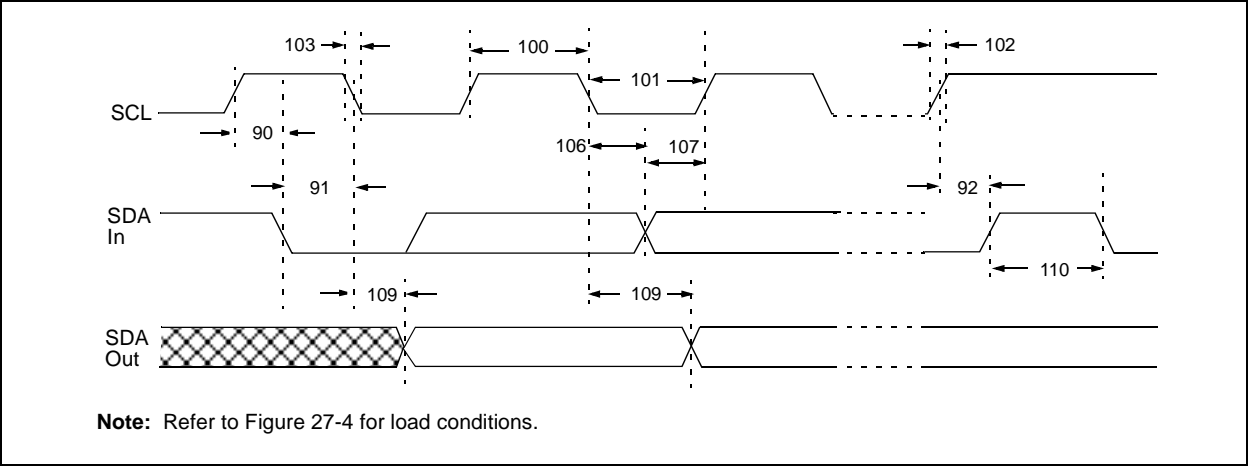 103
100
102
101
SCL
90
106
107
91
92
SDA
In
110
109
109
SDA
Out
Note: Refer to Figure 27-4 for load conditions.